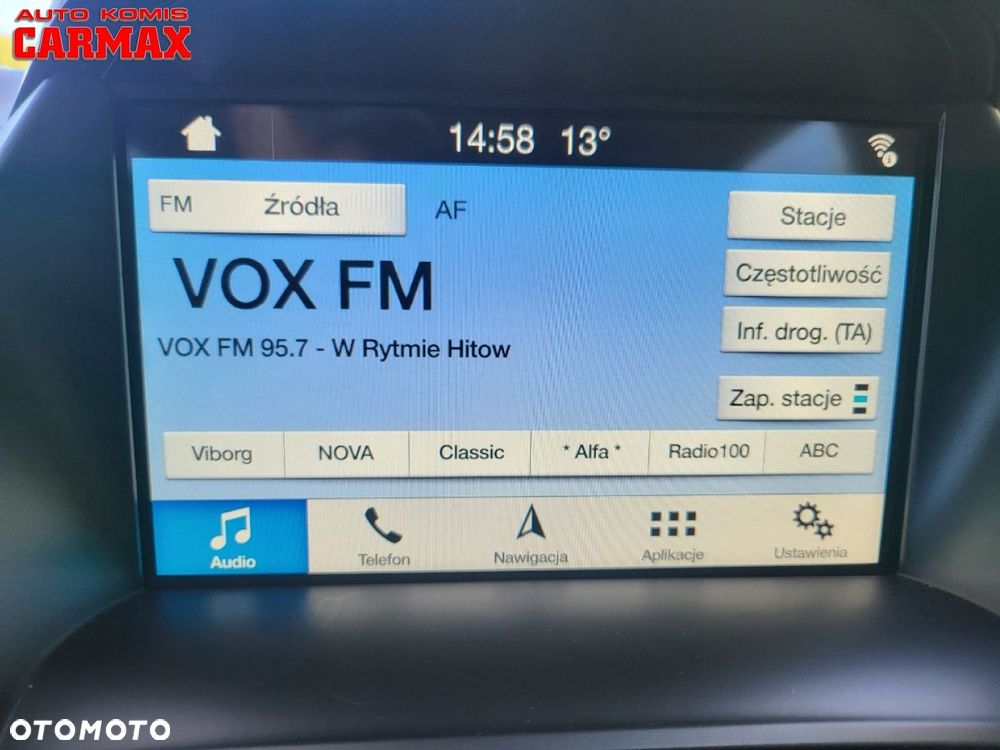 AUTO KOMIS
CARMAX
14:58 13°
FM Źródła AF
Stacje
VOX FM
Częstotliwość
VOX FM 95.7 - W Rytmie Hitow
Inf. drog. (TA)
Zap. stacje
Viborg NOVA Classic * Alfa * Radio100 ABC
Audio Telefon Nawigacja Aplikacje Ustawienia
OTOMOTO